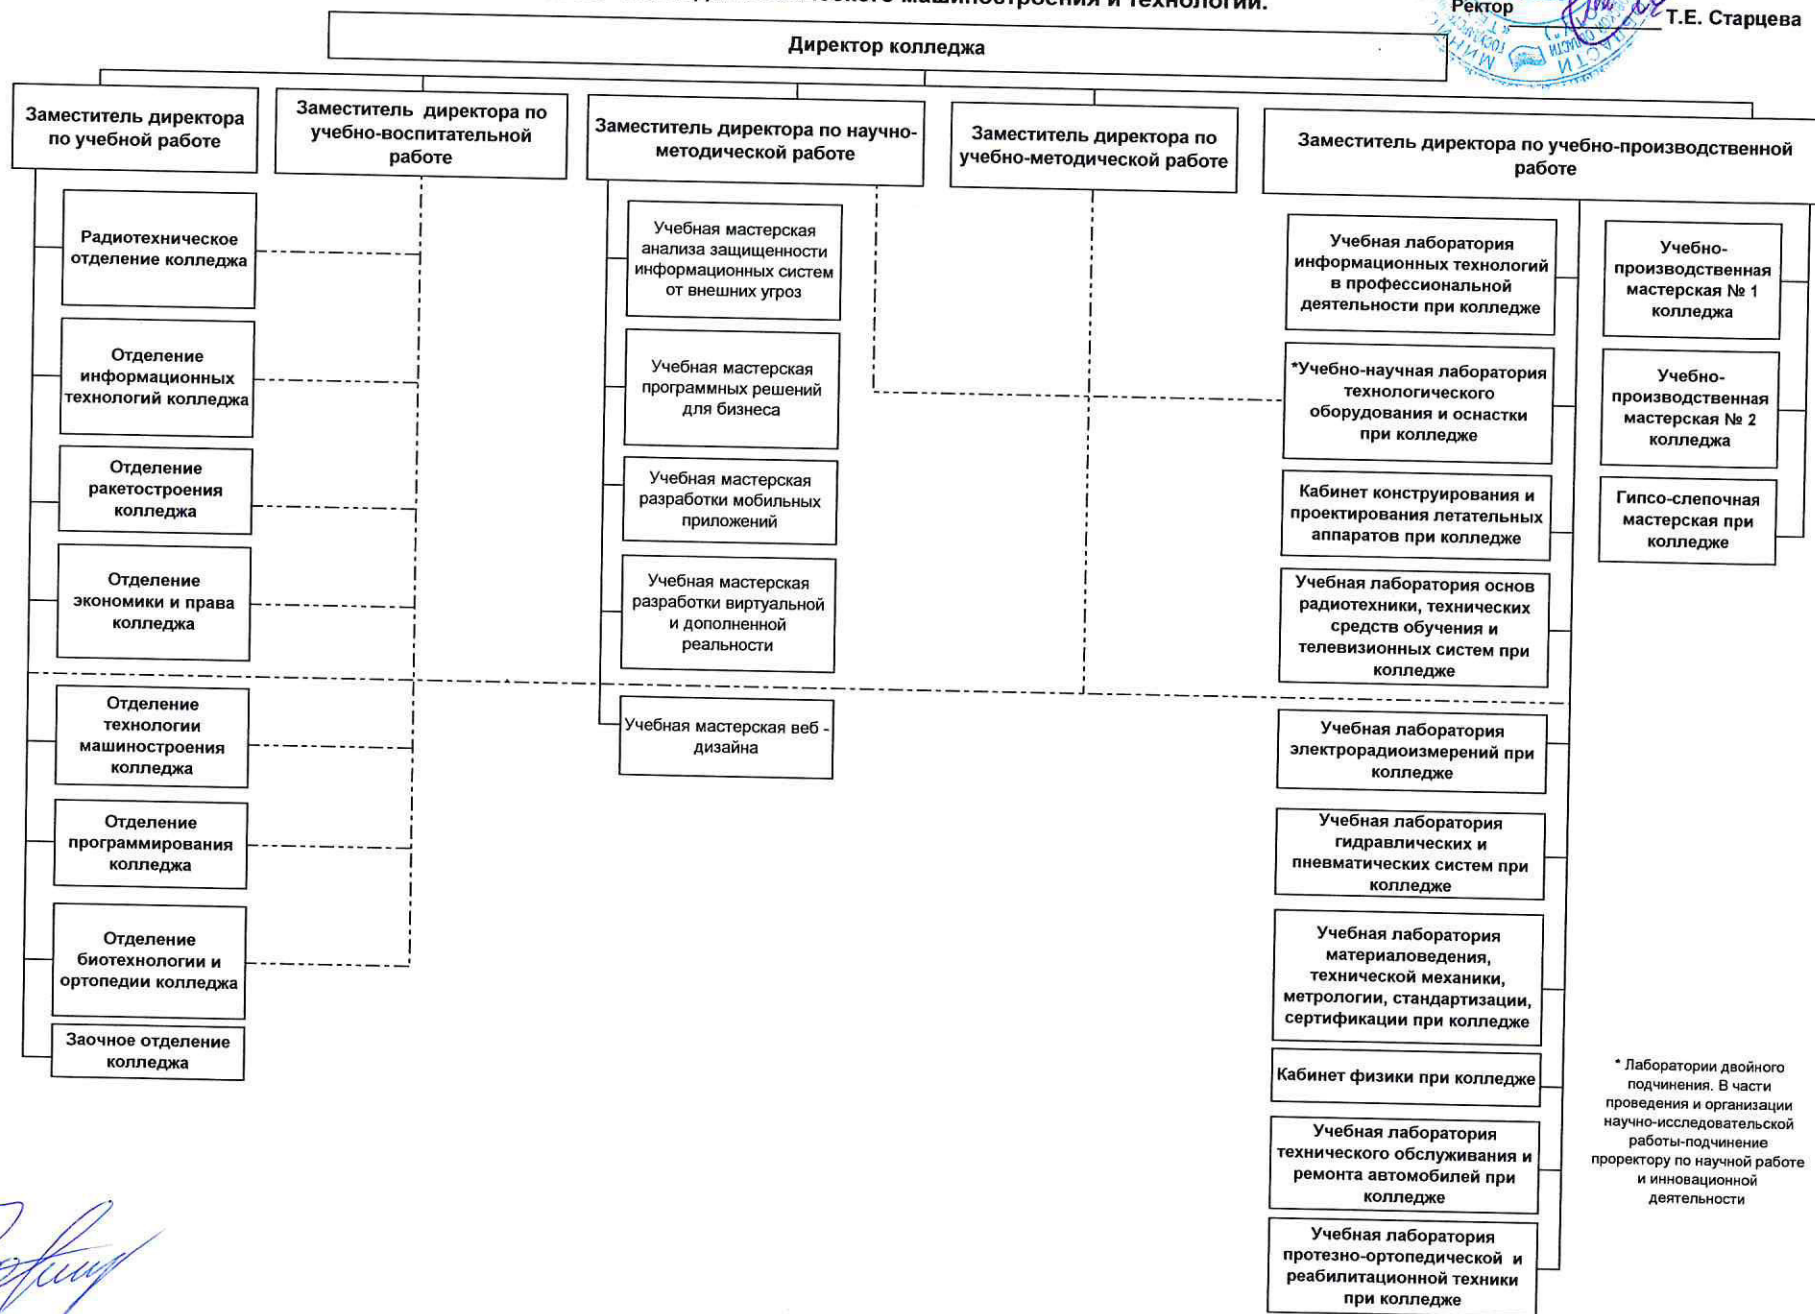 машиностроения и технологий.
Ректор
Т.Е. Старцева
Директор колледжа
Заместитель директора
по учебной работе
Заместитель директора по
учебно-воспитательной
работе
Заместитель директора по научно-
методической работе
Заместитель директора по
учебно-методической работе
Заместитель директора по учебно-производственной
работе
Радиотехническое
отделение колледжа
Отделение
информационных
технологий колледжа
Отделение
ракетостроения
колледжа
Отделение
экономики и права
колледжа
Отделение
технологии
машиностроения
колледжа
Отделение
программирования
колледжа
Отделение
биотехнологии и
ортопедии колледжа
Заочное отделение
колледжа
Учебная мастерская
анализа защищенности
информационных систем
от внешних угроз
Учебная мастерская
программных решений
для бизнеса
Учебная мастерская
разработки мобильных
приложений
Учебная мастерская
разработки виртуальной
и дополненной
реальности
Учебная мастерская веб -
дизайна
Учебная лаборатория
информационных технологий
в профессиональной
деятельности при колледже
*Учебно-научная лаборатория
технологического
оборудования и оснастки
при колледже
Кабинет конструирования и
проектирования летательных
аппаратов при колледже
Учебная лаборатория основ
радиотехники, технических
средств обучения и
телевизионных систем при
колледже
Учебная лаборатория
электрорадиоизмерений при
колледже
Учебная лаборатория
гидравлических и
пневматических систем при
колледже
Учебная лаборатория
материаловедения,
технической механики,
метрологии, стандартизации,
сертификации при колледже
Кабинет физики при колледже
Учебная лаборатория
технического обслуживания и
ремонта автомобилей при
колледже
Учебная лаборатория
протезно-ортопедической и
реабилитационной техники
при колледже
Учебно-
производственная
мастерская № 1
колледжа
Учебно-
производственная
мастерская № 2
колледжа
Гипсо-слепочная
мастерская при
колледже
* Лаборатории двойного
подчинения. В части
проведения и организации
научно-исследовательской
работы-подчинение
проректору по научной работе
и инновационной
деятельности